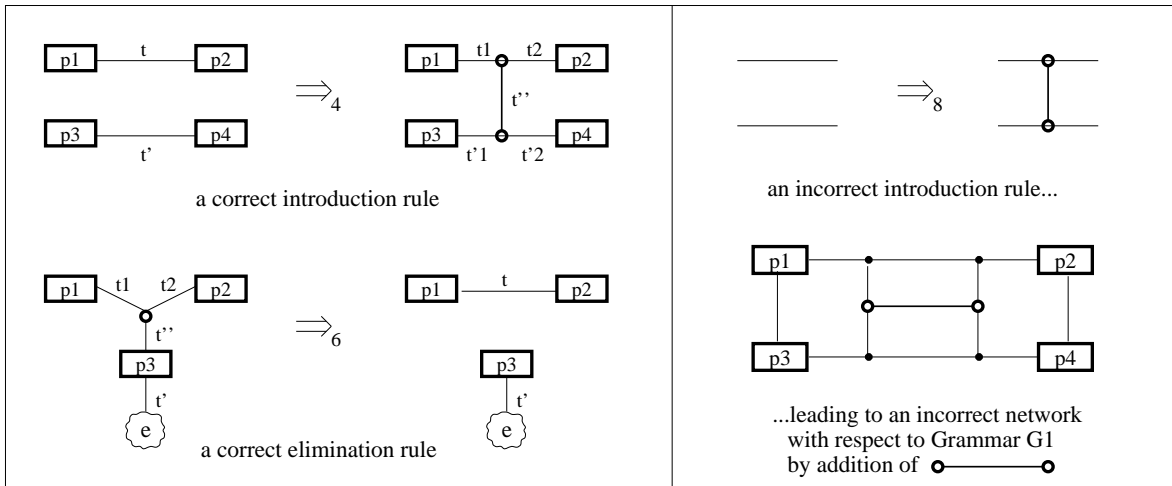 t
p1 p2
⇒4
t'
p3 p4
t1 t2
p1 p2
t''
p3 p4
t'1 t'2
a correct introduction rule
t1 t2
p1 p2
t''
p3
t'
e
⇒6
t
p1 p2
p3
t'
e
a correct elimination rule
⇒8
an incorrect introduction rule...
p1 p2
p3 p4
...leading to an incorrect network
with respect to Grammar G1
by addition of